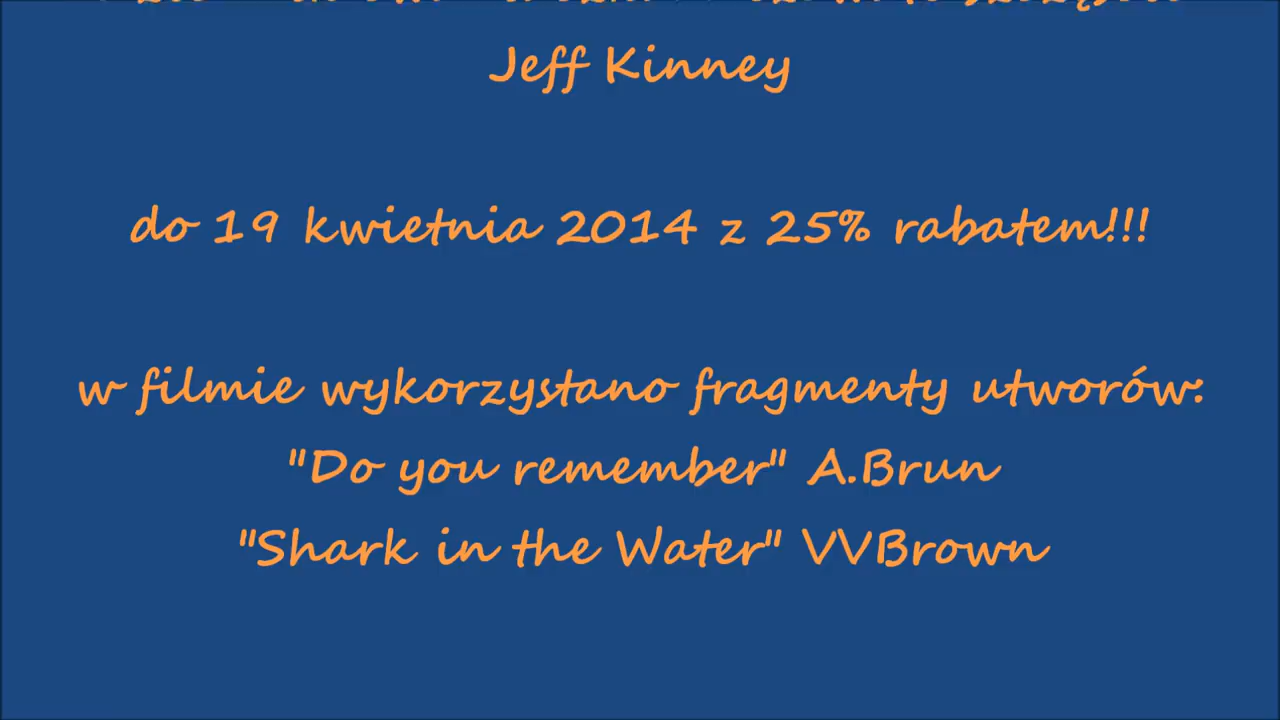 Jeff Kinney
do 19 kwietnia 2014 z 25% rabatem!!!
w filmie wykorzystano fragmenty utworów:
"Do you remember" A.Brun
"Shark in the Water" VVBrown